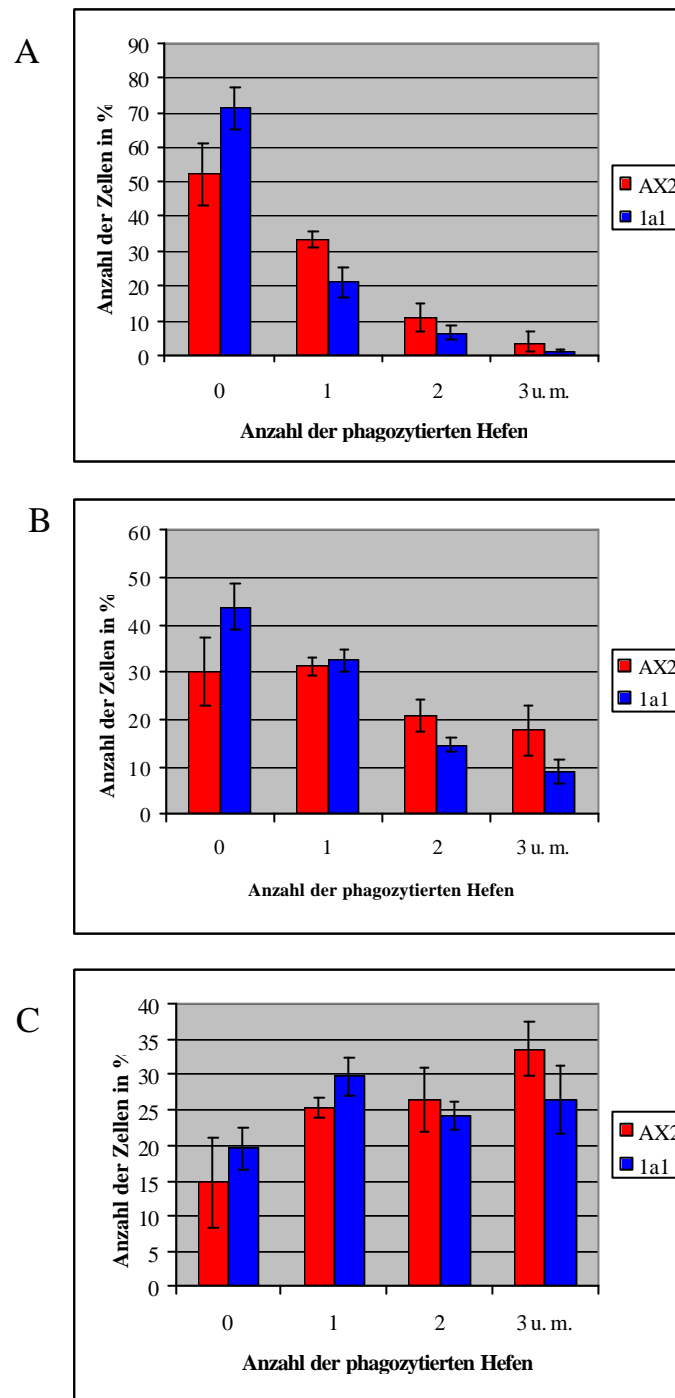 A
Anzahl der Zellen in %
90
80
70
60
50
40
30
20
10
0
0 1 2 3 u. m.
Anzahl der phagozytierten Hefen
AX2
1a1
B
Anzahl der Zellen in %
60
50
40
30
20
10
0
0 1 2 3 u. m.
Anzahl der phagozytierten Hefen
AX2
1a1
C
Anzahl der Zellen in %
40
35
30
25
20
15
10
5
0
0 1 2 3 u. m.
Anzahl der phagozytierten Hefen
AX2
1a1